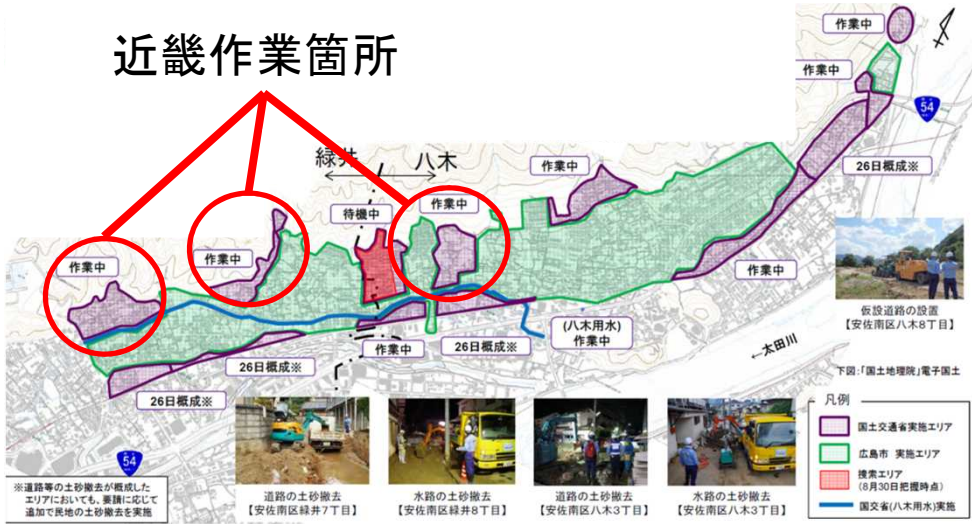 近畿作業箇所
作業中
作業中
54
緑井
八木
作業中
26日概成※
待機中
作業中
作業中
作業中
作業中
仮設道路の設置
【安佐南区八木8丁目】
(八木用水)
作業中
作業中
26日概成※
←太田川
26日概成※
下図:「国土地理院」電子国土
26日概成※
凡例
国土交通省実施エリア
広島市 実施エリア
捜索エリア
(8月30日把握時点)
国交省(八木用水)実施
54
※道路等の土砂撤去が概成した
エリアにおいても、要請に応じて
追加で民地の土砂撤去を実施
道路の土砂撤去
【安佐南区緑井7丁目】
水路の土砂撤去
【安佐南区緑井8丁目】
道路の土砂撤去
【安佐南区八木3丁目】
水路の土砂撤去
【安佐南区八木3丁目】